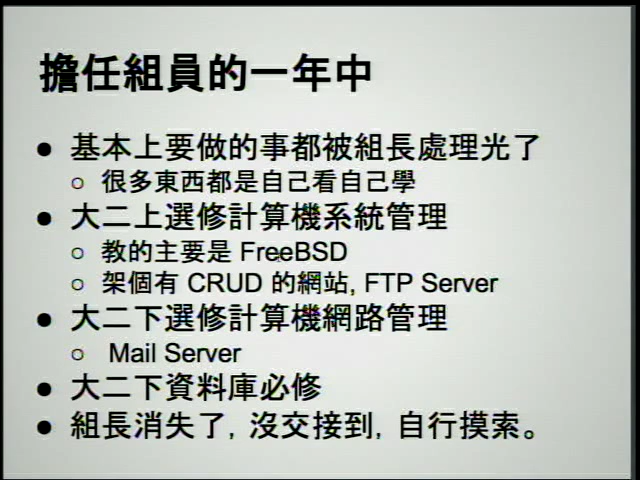 擔任組員的一年中
● 基本上要做的事都被組長處理光了
○ 很多東西都是自己看自己學
● 大二上選修計算機系統管理
○ 教的主要是 FreeBSD
○ 架個有 CRUD 的網站, FTP Server
● 大二下選修計算機網路管理
○ Mail Server
● 大二下資料庫必修
● 組長消失了, 沒交接到, 自行摸索。